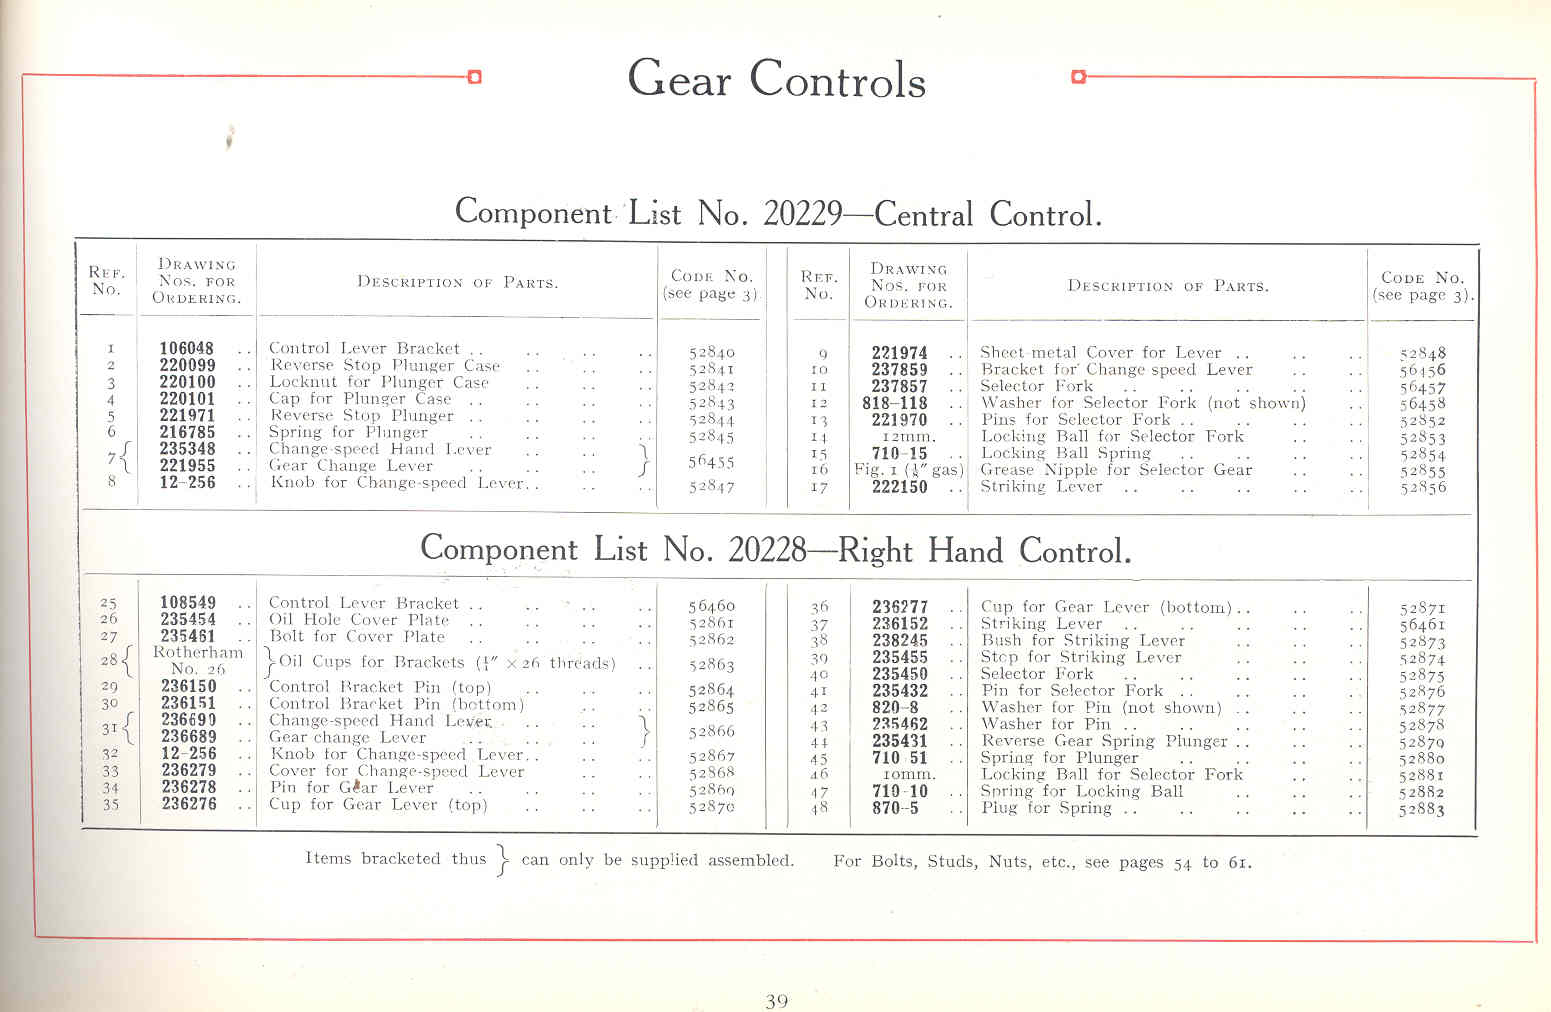 Gear Controls
Component List No. 20229—Central Control.
REF. No. DRAWING NOS. FOR ORDERING. DESCRIPTION OF PARTS. CODE NO. (see page 3)
1 106048 .. Control Lever Bracket .. .. .. .. 52840
2 220099 .. Reverse Stop Plunger Case .. .. .. 52841
3 220100 .. Locknut for Plunger Case .. .. .. 52842
4 220101 .. Cap for Plunger Case .. .. .. .. 52843
5 221971 .. Reverse Stop Plunger .. .. .. .. 52844
6 216785 .. Spring for Plunger .. .. .. .. 52845
7 { 235348 .. Change-speed Hand Lever .. .. }
221955 .. Gear Change Lever .. .. .. } 56455
8 12-256 .. Knob for Change-speed Lever.. .. .. 52847
REF. No. DRAWING NOS. FOR ORDERING. DESCRIPTION OF PARTS. CODE NO. (see page 3).
9 221974 .. Sheet metal Cover for Lever .. .. .. 52848
10 237859 .. Bracket for Change speed Lever .. .. 56456
11 237857 .. Selector Fork .. .. .. .. .. 56457
12 818-118 .. Washer for Selector Fork (not shown) .. 56458
13 221970 .. Pins for Selector Fork .. .. .. .. 52852
14 12mm. Locking Ball for Selector Fork .. .. 52853
15 710-15 .. Locking Ball Spring .. .. .. .. 52854
16 Fig. 1 (⅛″ gas) Grease Nipple for Selector Gear .. .. 52855
17 222150 .. Striking Lever .. .. .. .. .. 52856
Component List No. 20228—Right Hand Control.
25 108549 .. Control Lever Bracket .. .. .. .. 56460
26 235454 .. Oil Hole Cover Plate .. .. .. .. 52861
27 235461 .. Bolt for Cover Plate .. .. .. .. 52862
28 { Rotherham No. 26 } Oil Cups for Brackets (¼″ × 26 threads) .. 52863
29 236150 .. Control Bracket Pin (top) .. .. .. 52864
30 236151 .. Control Bracket Pin (bottom) .. .. 52865
31 { 236690 .. Change-speed Hand Lever .. .. .. }
236689 .. Gear change Lever .. .. .. } 52866
32 12-256 .. Knob for Change-speed Lever.. .. .. 52867
33 236279 .. Cover for Change-speed Lever .. .. 52868
34 236278 .. Pin for Gear Lever .. .. .. .. 52869
35 236276 .. Cup for Gear Lever (top) .. .. .. 52870
36 236277 .. Cup for Gear Lever (bottom).. .. .. 52871
37 236152 .. Striking Lever .. .. .. .. .. 56461
38 238245 .. Bush for Striking Lever .. .. .. 52873
39 235455 .. Stop for Striking Lever .. .. .. 52874
40 235450 .. Selector Fork .. .. .. .. .. 52875
41 235432 .. Pin for Selector Fork .. .. .. .. 52876
42 820-8 .. Washer for Pin (not shown) .. .. .. 52877
43 235462 .. Washer for Pin .. .. .. .. .. 52878
44 235431 .. Reverse Gear Spring Plunger .. .. .. 52879
45 710 51 .. Spring for Plunger .. .. .. .. 52880
46 10mm. Locking Ball for Selector Fork .. .. 52881
47 710-10 .. Spring for Locking Ball .. .. .. 52882
48 870-5 .. Plug for Spring .. .. .. .. .. 52883
Items bracketed thus } can only be supplied assembled. For Bolts, Studs, Nuts, etc., see pages 54 to 61.
39